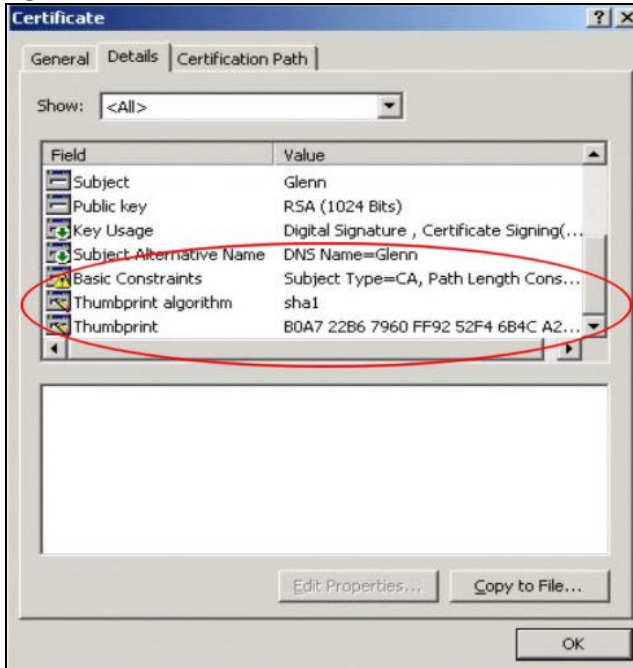 Certificate
General Details Certification Path
Show: <All>
Field Value
Subject Glenn
Public key RSA (1024 Bits)
Key Usage Digital Signature , Certificate Signing(...
Subject Alternative Name DNS Name=Glenn
Basic Constraints Subject Type=CA, Path Length Cons...
Thumbprint algorithm sha1
Thumbprint B0A7 22B6 7960 FF92 52F4 6B4C A2...
Edit Properties... Copy to File...
OK